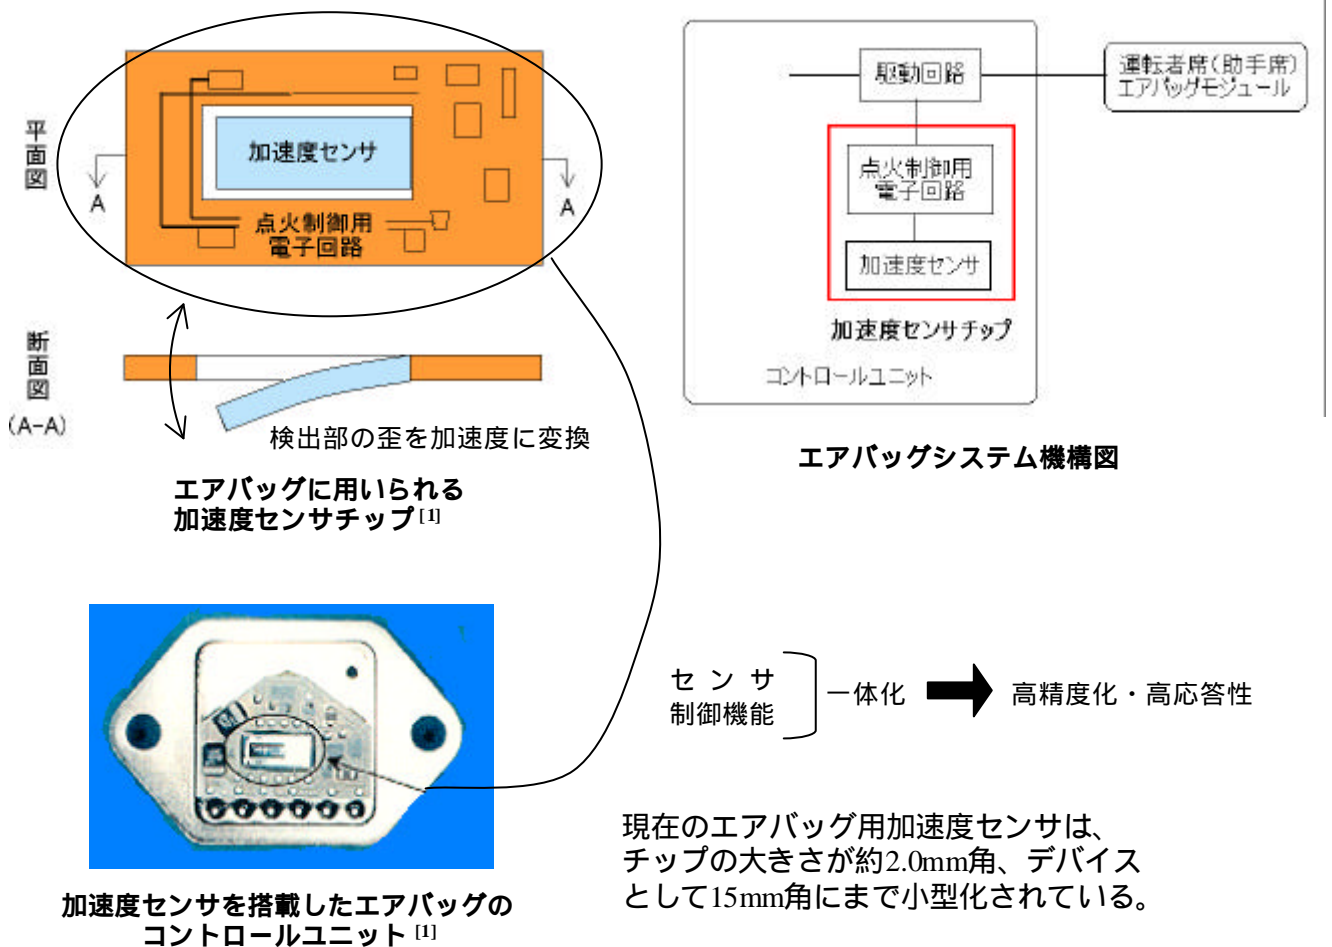 平面図
加速度センサ
点火制御用
電子回路
A
A
断面図
(A-A)
検出部の歪を加速度に変換
エアバッグに用いられる
加速度センサチップ[1]
駆動回路
運転者席(助手席)
エアバッグモジュール
点火制御用
電子回路
加速度センサ
加速度センサチップ
コントロールユニット
エアバッグシステム機構図
加速度センサを搭載したエアバッグの
コントロールユニット[1]
センサ
制御機能
一体化
高精度化・高応答性
現在のエアバッグ用加速度センサは、
チップの大きさが約2.0mm角、デバイス
として15mm角にまで小型化されている。